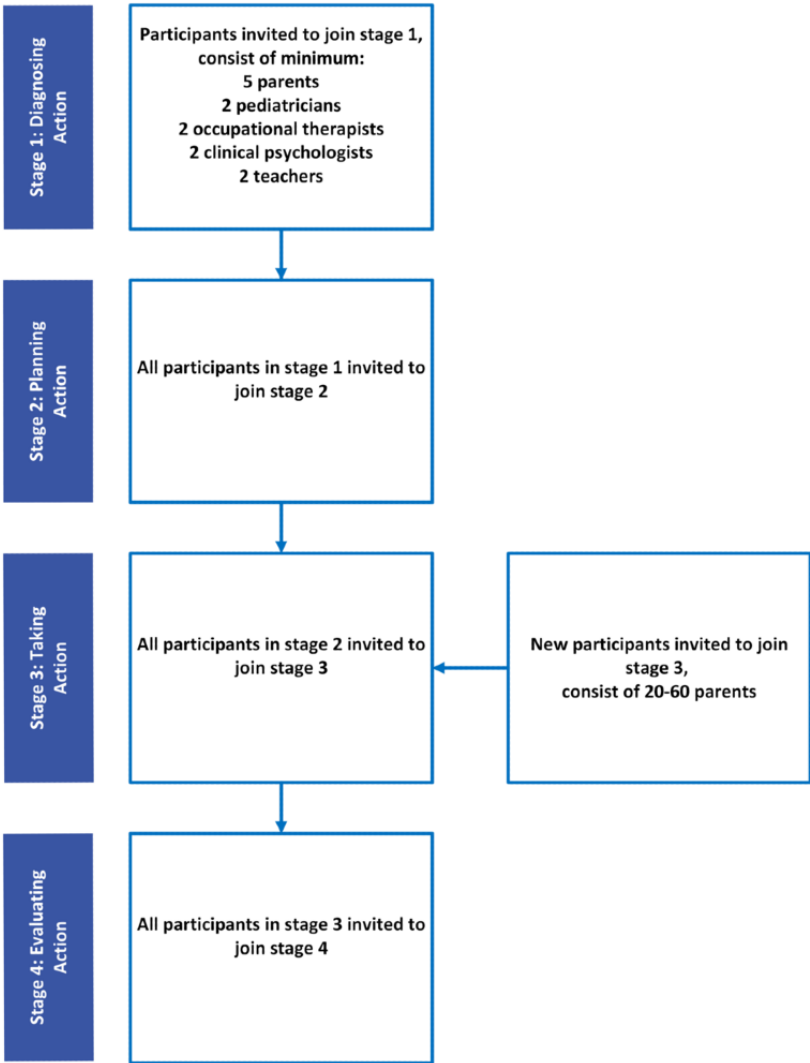 Stage 1: Diagnosing
Action
Participants invited to join stage 1,
consist of minimum:
5 parents
2 pediatricians
2 occupational therapists
2 clinical psychologists
2 teachers
Stage 2: Planning
Action
All participants in stage 1 invited to
join stage 2
Stage 3: Taking
Action
All participants in stage 2 invited to
join stage 3
New participants invited to join
stage 3,
consist of 20-60 parents
Stage 4: Evaluating
Action
All participants in stage 3 invited to
join stage 4